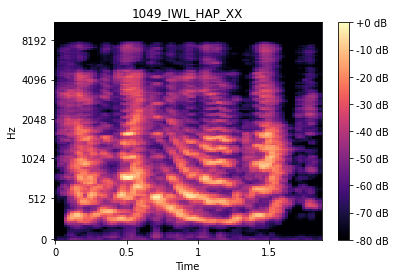 1049_IWL_HAP_XX
8192
4096
2048
1024
512
0
Hz
0
0.5
1
1.5
Time
+0 dB
-10 dB
-20 dB
-30 dB
-40 dB
-50 dB
-60 dB
-70 dB
-80 dB